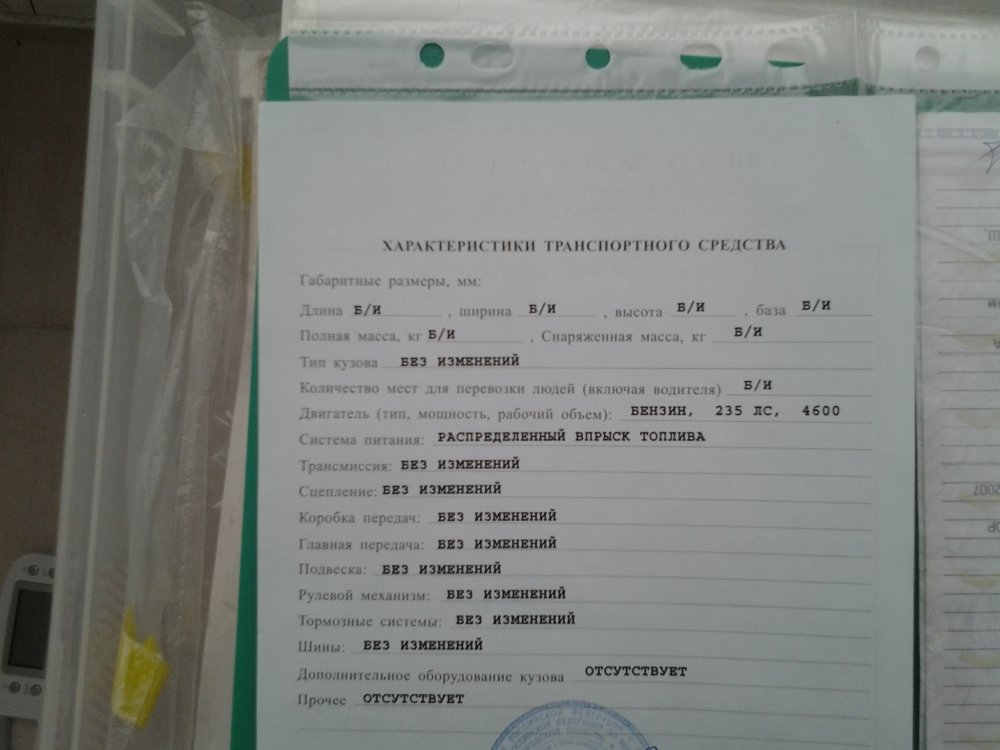 ХАРАКТЕРИСТИКИ ТРАНСПОРТНОГО СРЕДСТВА
Габаритные размеры, мм:
Длина Б/И , ширина Б/И , высота Б/И , база Б/И
Полная масса, кг Б/И , Снаряженная масса, кг Б/И
Тип кузова БЕЗ ИЗМЕНЕНИЙ
Количество мест для перевозки людей (включая водителя) Б/И
Двигатель (тип, мощность, рабочий объем): БЕНЗИН, 235 ЛС, 4600
Система питания: РАСПРЕДЕЛЕННЫЙ ВПРЫСК ТОПЛИВА
Трансмиссия: БЕЗ ИЗМЕНЕНИЙ
Сцепление: БЕЗ ИЗМЕНЕНИЙ
Коробка передач: БЕЗ ИЗМЕНЕНИЙ
Главная передача: БЕЗ ИЗМЕНЕНИЙ
Подвеска: БЕЗ ИЗМЕНЕНИЙ
Рулевой механизм: БЕЗ ИЗМЕНЕНИЙ
Тормозные системы: БЕЗ ИЗМЕНЕНИЙ
Шины: БЕЗ ИЗМЕНЕНИЙ
Дополнительное оборудование кузова ОТСУТСТВУЕТ
Прочее ОТСУТСТВУЕТ
РОССИЙСКАЯ ФЕДЕРАЦИЯ
2007